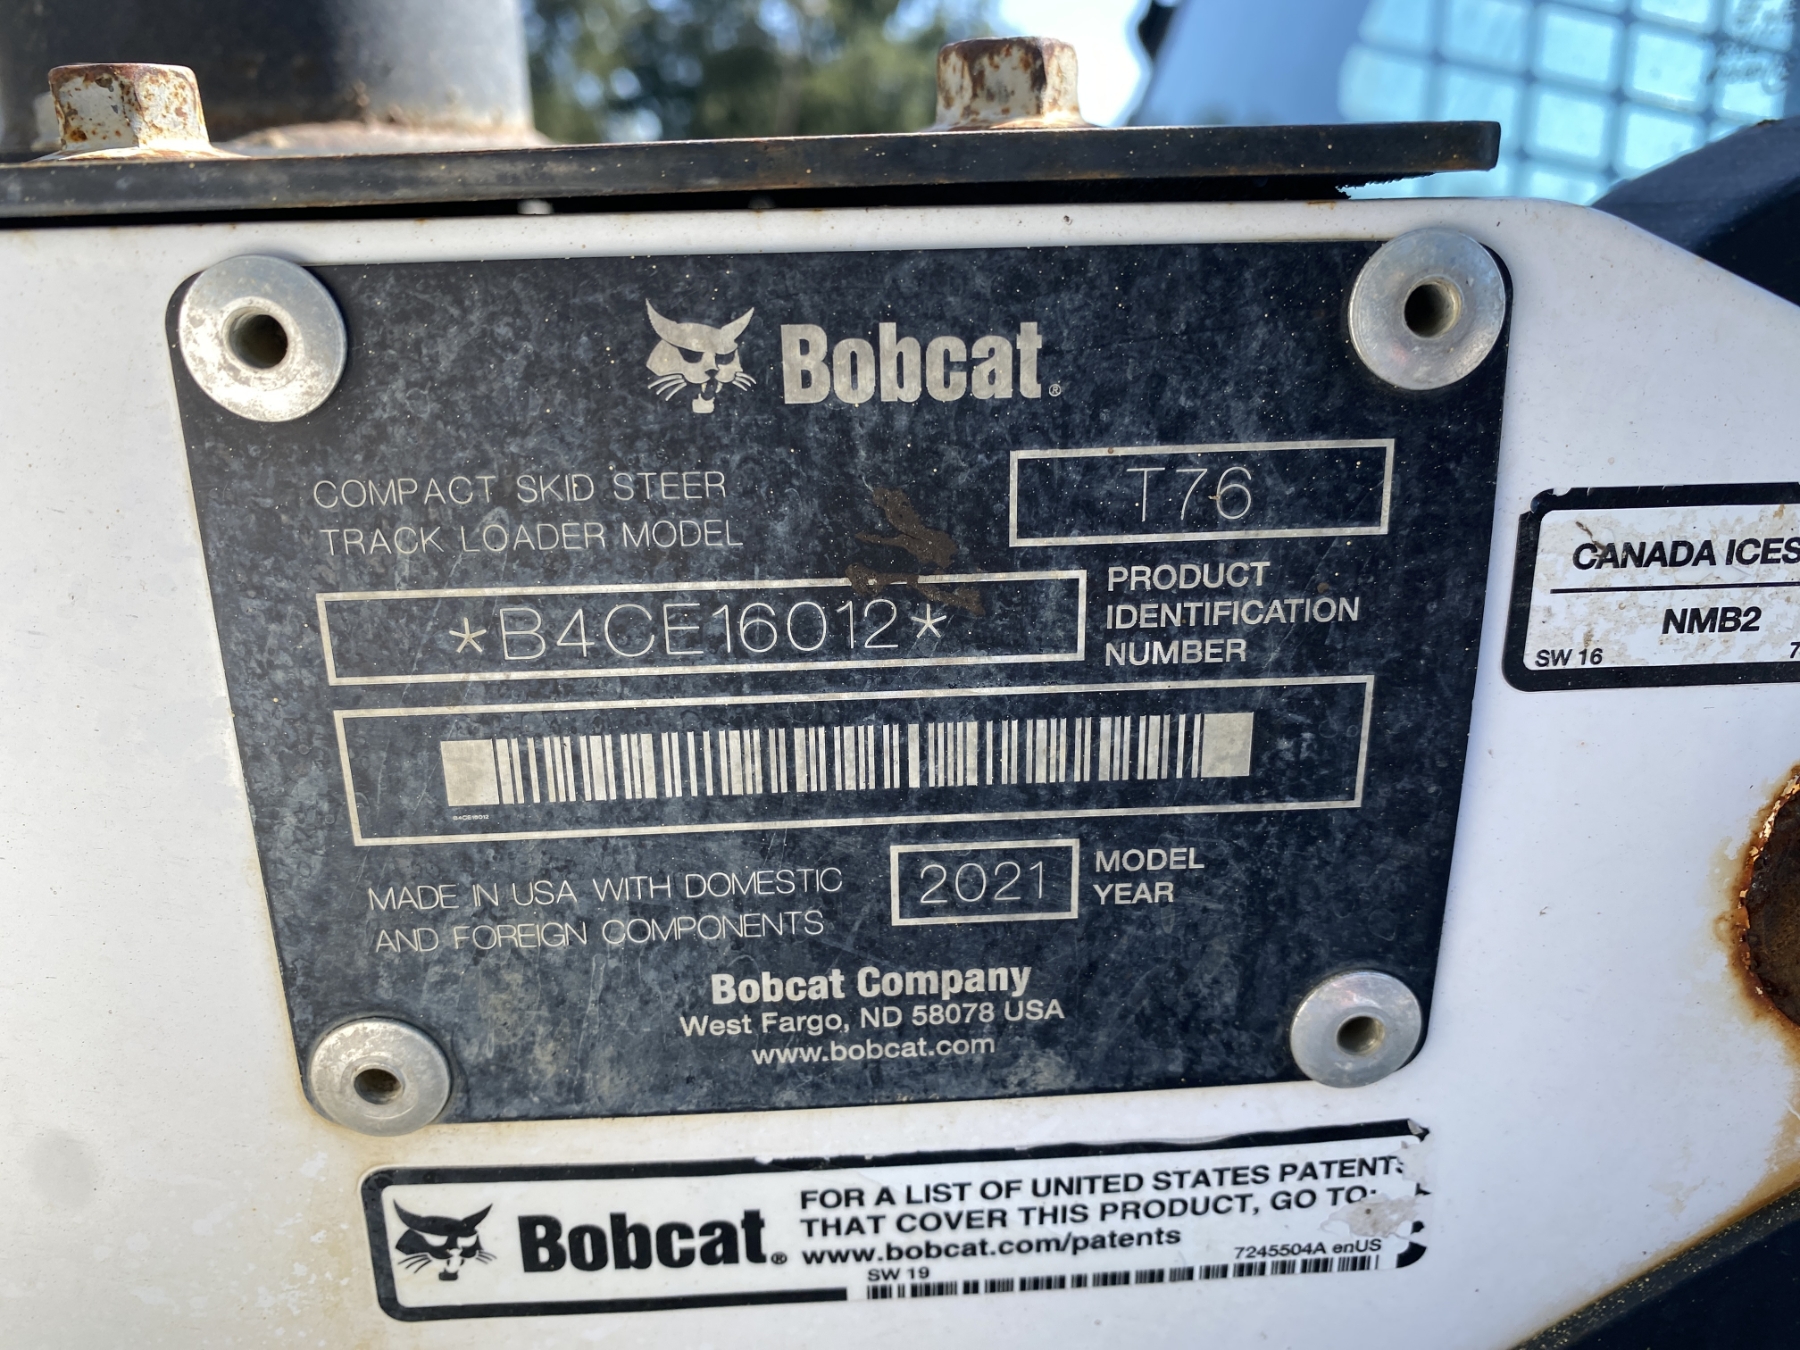 Bobcat®
COMPACT SKID STEER
TRACK LOADER MODEL
T76
*B4CE16012*
PRODUCT
IDENTIFICATION
NUMBER
B4CE16012
MADE IN USA WITH DOMESTIC
AND FOREIGN COMPONENTS
2021
MODEL
YEAR
Bobcat Company
West Fargo, ND 58078 USA
www.bobcat.com
CANADA ICES
NMB2
SW 16
7
Bobcat®
FOR A LIST OF UNITED STATES PATENTS
THAT COVER THIS PRODUCT, GO TO:
www.bobcat.com/patents
7245504A enUS
SW 19